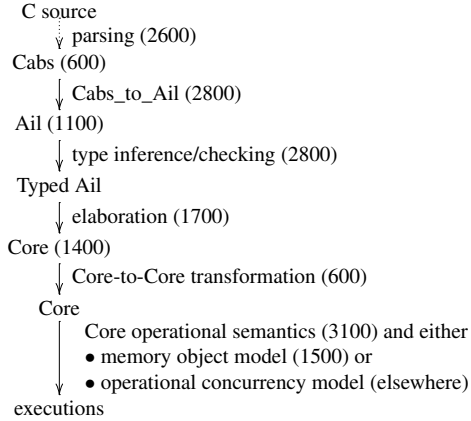 C source
parsing (2600)
Cabs (600)
Cabs_to_Ail (2800)
Ail (1100)
type inference/checking (2800)
Typed Ail
elaboration (1700)
Core (1400)
Core-to-Core transformation (600)
Core
Core operational semantics (3100) and either
• memory object model (1500) or
• operational concurrency model (elsewhere)
executions